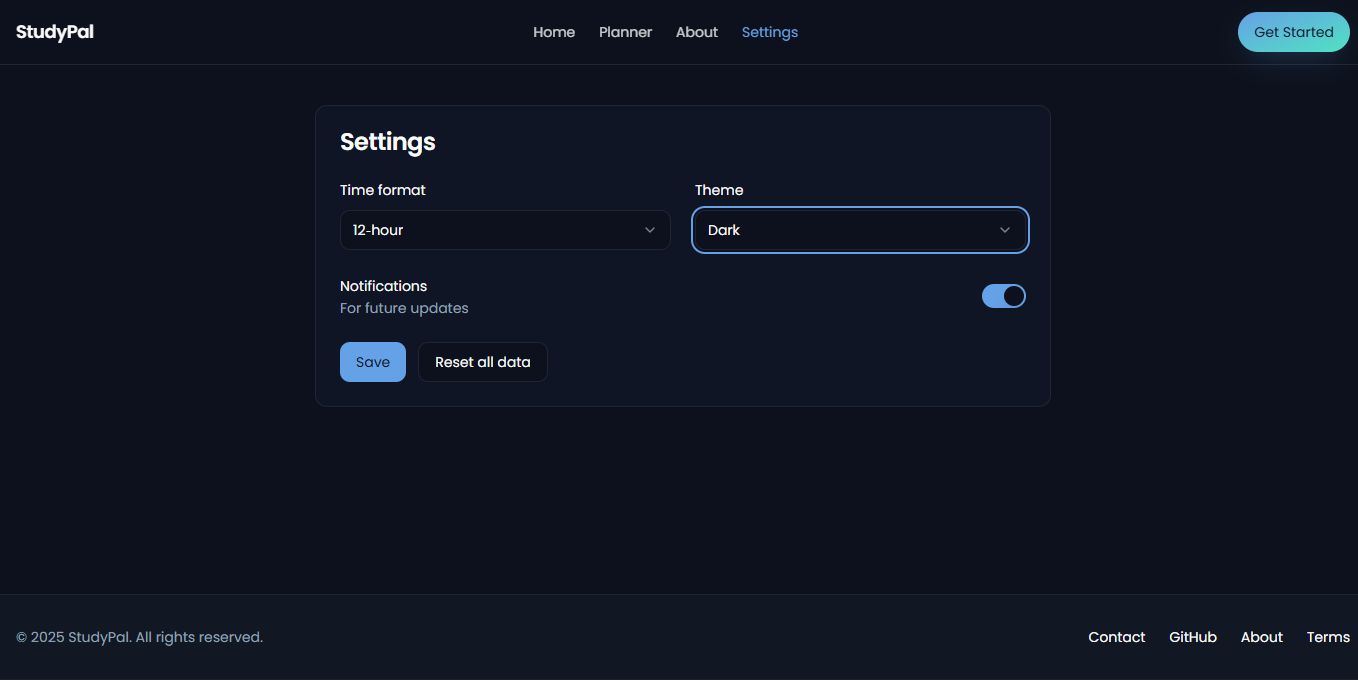 StudyPal
Home Planner About Settings
Get Started
Settings
Time format
Theme
12-hour
Dark
Notifications
For future updates
Save
Reset all data
© 2025 StudyPal. All rights reserved.
Contact GitHub About Terms